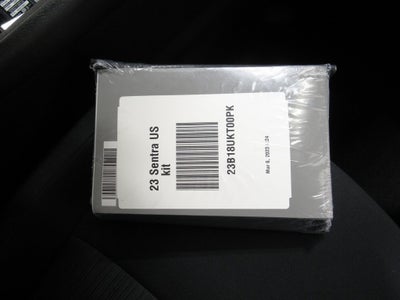 23 Sentra US
kit
23B18UKT00PK